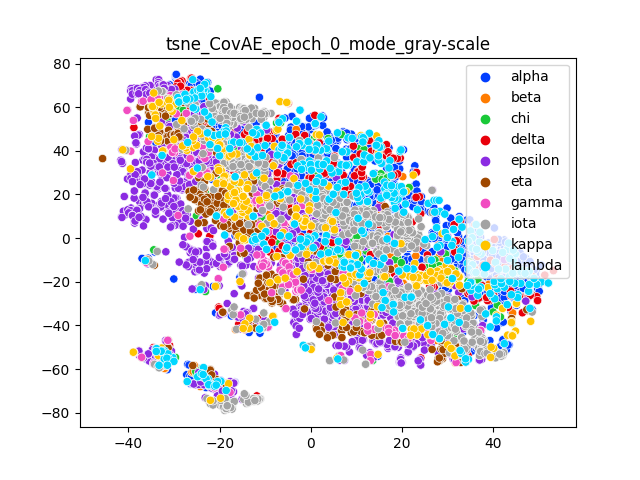 tsne_CovAE_epoch_0_mode_gray-scale
80
60
40
20
0
−20
−40
−60
−80
−40
−20
0
20
40
alpha
beta
chi
delta
epsilon
eta
gamma
iota
kappa
lambda